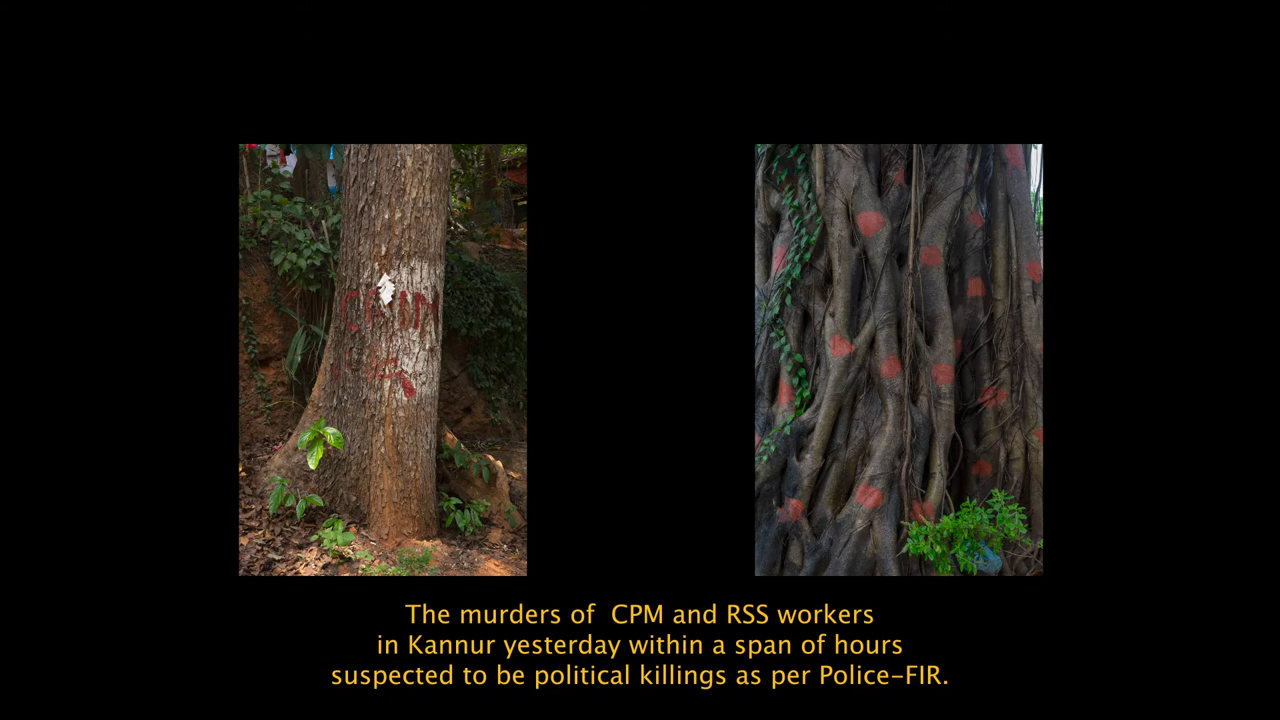 The murders of  CPM and RSS workers
in Kannur yesterday within a span of hours
suspected to be political killings as per Police-FIR.